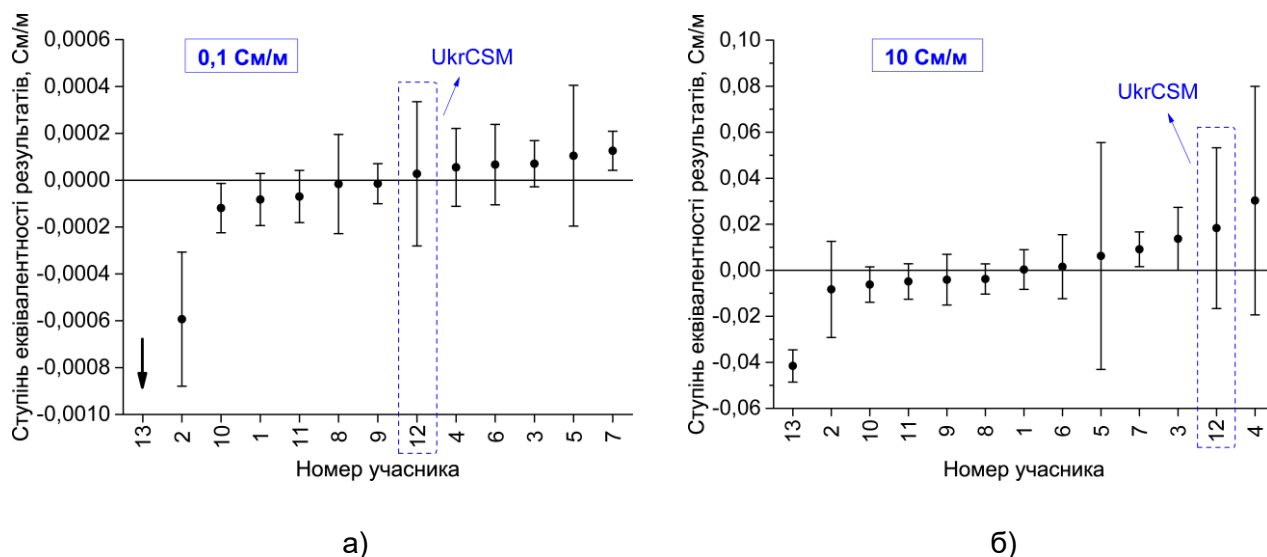 0,1 См/м
UkrCSM
Ступінь еквівалентності результатів, См/м
0,0006
0,0004
0,0002
0,0000
-0,0002
-0,0004
-0,0006
-0,0008
-0,0010
13 2 10 1 11 8 9 12 4 6 3 5 7
Номер учасника
а)
10 См/м
UkrCSM
Ступінь еквівалентності результатів, См/м
0,10
0,08
0,06
0,04
0,02
0,00
-0,02
-0,04
-0,06
13 2 10 11 9 8 1 6 5 7 3 12 4
Номер учасника
б)